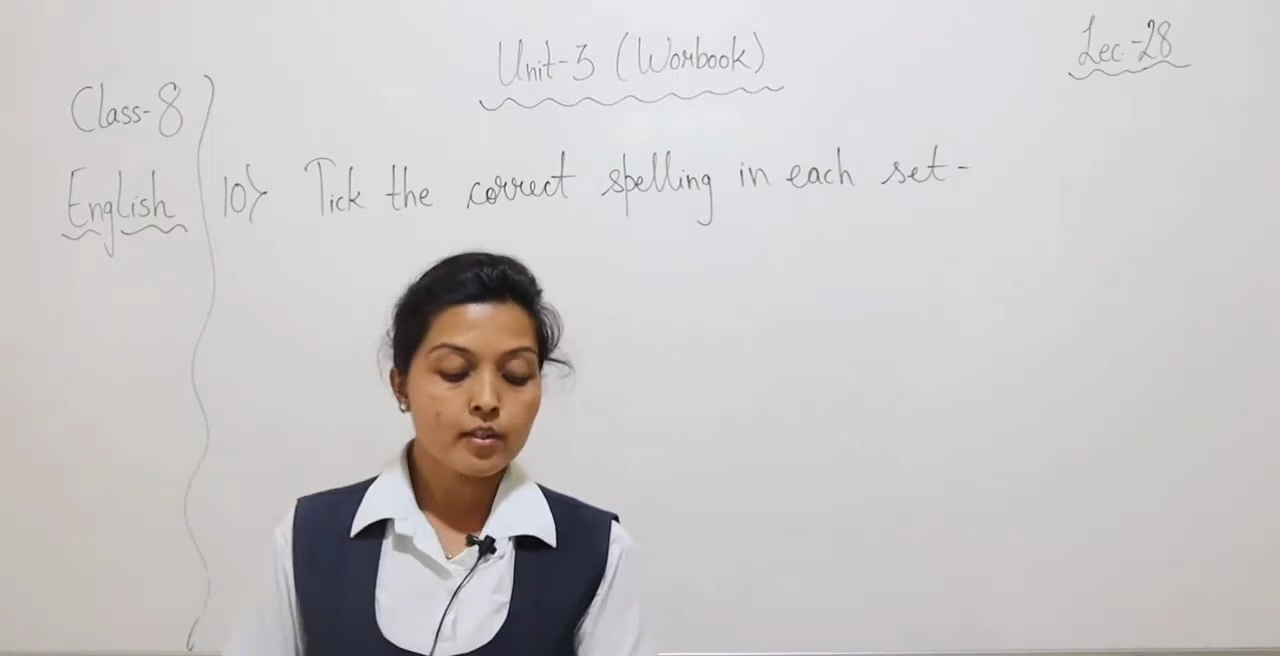 Unit-3 (Worbook)
Lec-28
Class-8
English
10) Tick the correct spelling in each set-